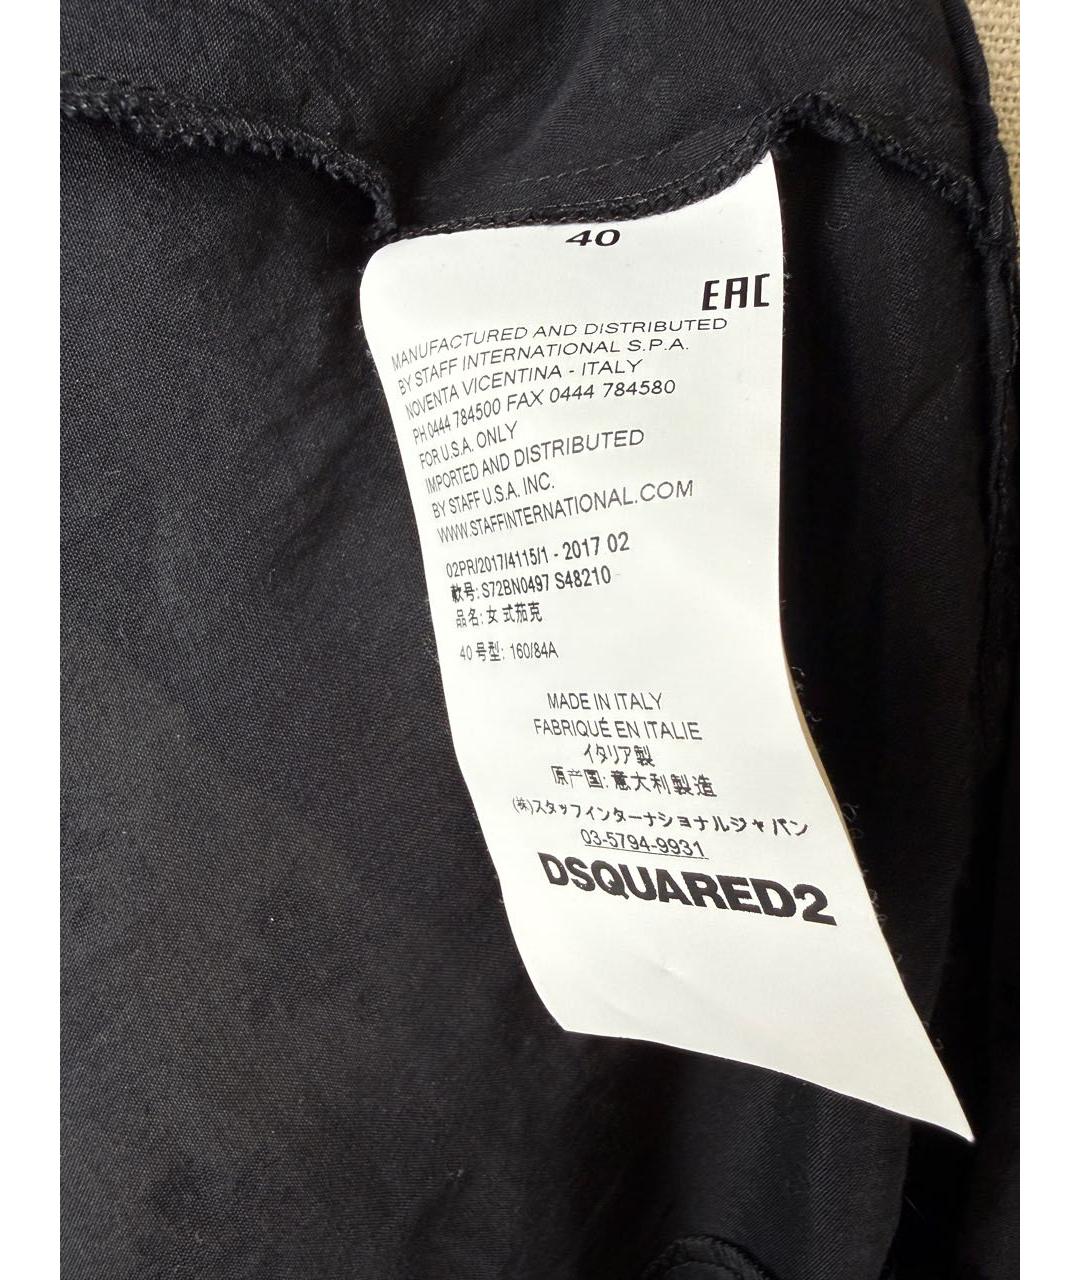 40
EAC
MANUFACTURED AND DISTRIBUTED
BY STAFF INTERNATIONAL S.P.A.
NOVENTA VICENTINA - ITALY
PH 0444 784500 FAX 0444 784580
FOR U.S.A. ONLY
IMPORTED AND DISTRIBUTED
BY STAFF U.S.A. INC.
WWW.STAFFINTERNATIONAL.COM
02PR/2017/4115/1 - 2017 02
款号: S72BN0497 S48210
品名: 女式茄克
40 号型: 160/84A
MADE IN ITALY
FABRIQUÉ EN ITALIE
イタリア製
原产国: 意大利製造
(株)スタッフインターナショナルジャパン
03-5794-9931
DSQUARED2